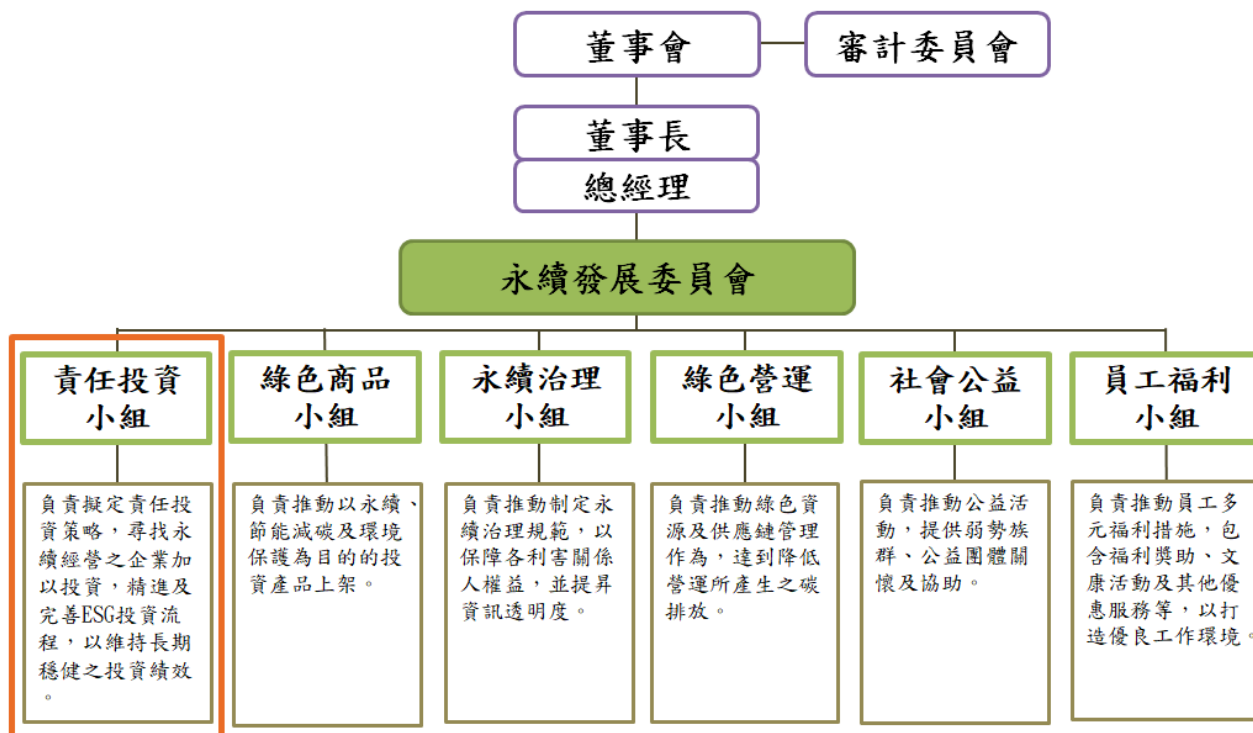 董事會
審計委員會
董事長
總經理
永續發展委員會
責任投資
小組
綠色商品
小組
永續治理
小組
綠色營運
小組
社會公益
小組
員工福利
小組
負責擬定責任投
資策略，尋找永
續經營之企業加
以投資，精進及
完善ESG投資流
程，以維持長期
穩健之投資績效
。
負責推動以永續、
節能減碳及環境
保護為目的的投
資產品上架。
負責推動制定永
續治理規範，以
保障各利害關係
人權益，並提昇
資訊透明度。
負責推動綠色資
源及供應鏈管理
作為，達到降低
營運所產生之碳
排放。
負責推動公益活
動，提供弱勢族
群、公益團體關
懷及協助。
負責推動員工多
元福利措施，包
含福利獎助、文
康活動及其他優
惠服務等，以打
造優良工作環境。